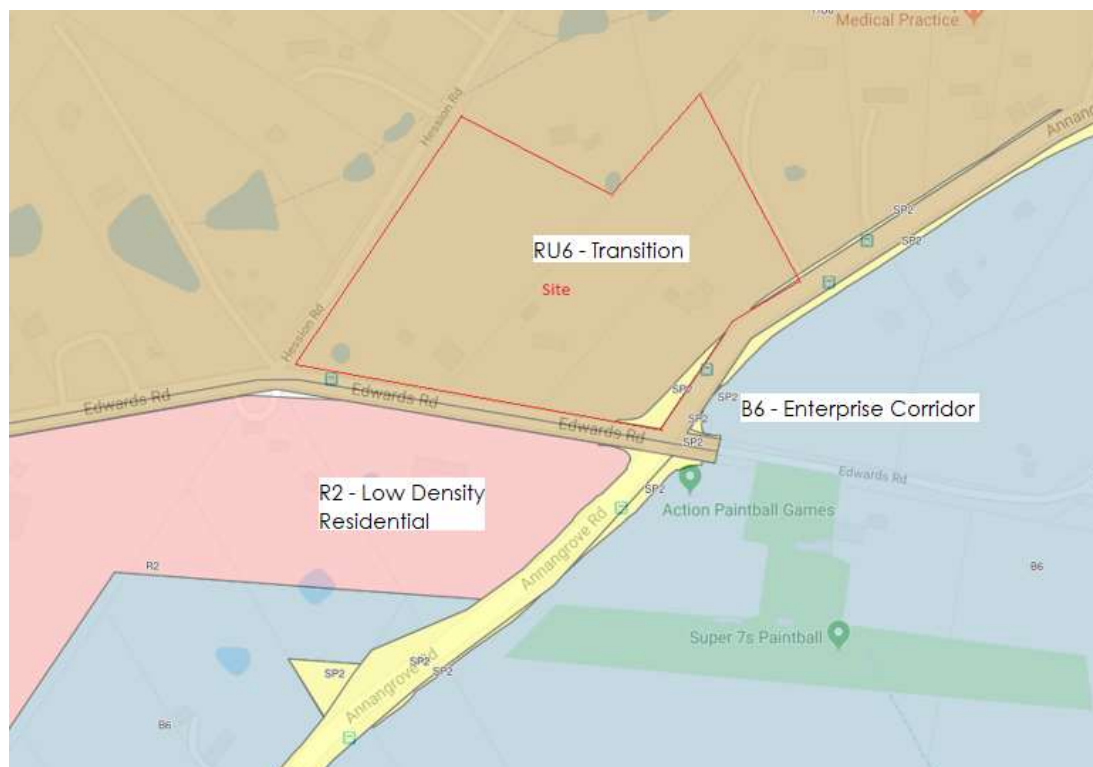 Medical Practice
Hession Rd
Annang
SP2
SP2
RU6 - Transition
Site
Hession Rd
SP2
SP2
Edwards Rd
Edwards Rd
B6 - Enterprise Corridor
SP2
Edwards Rd
SP2
Edwards Rd
R2 - Low Density
Residential
SP2
Action Paintball Games
Annangrove Rd
R2
B6
Super 7s Paintball
SP2
SP2
SP2
Annangrove Rd
B6